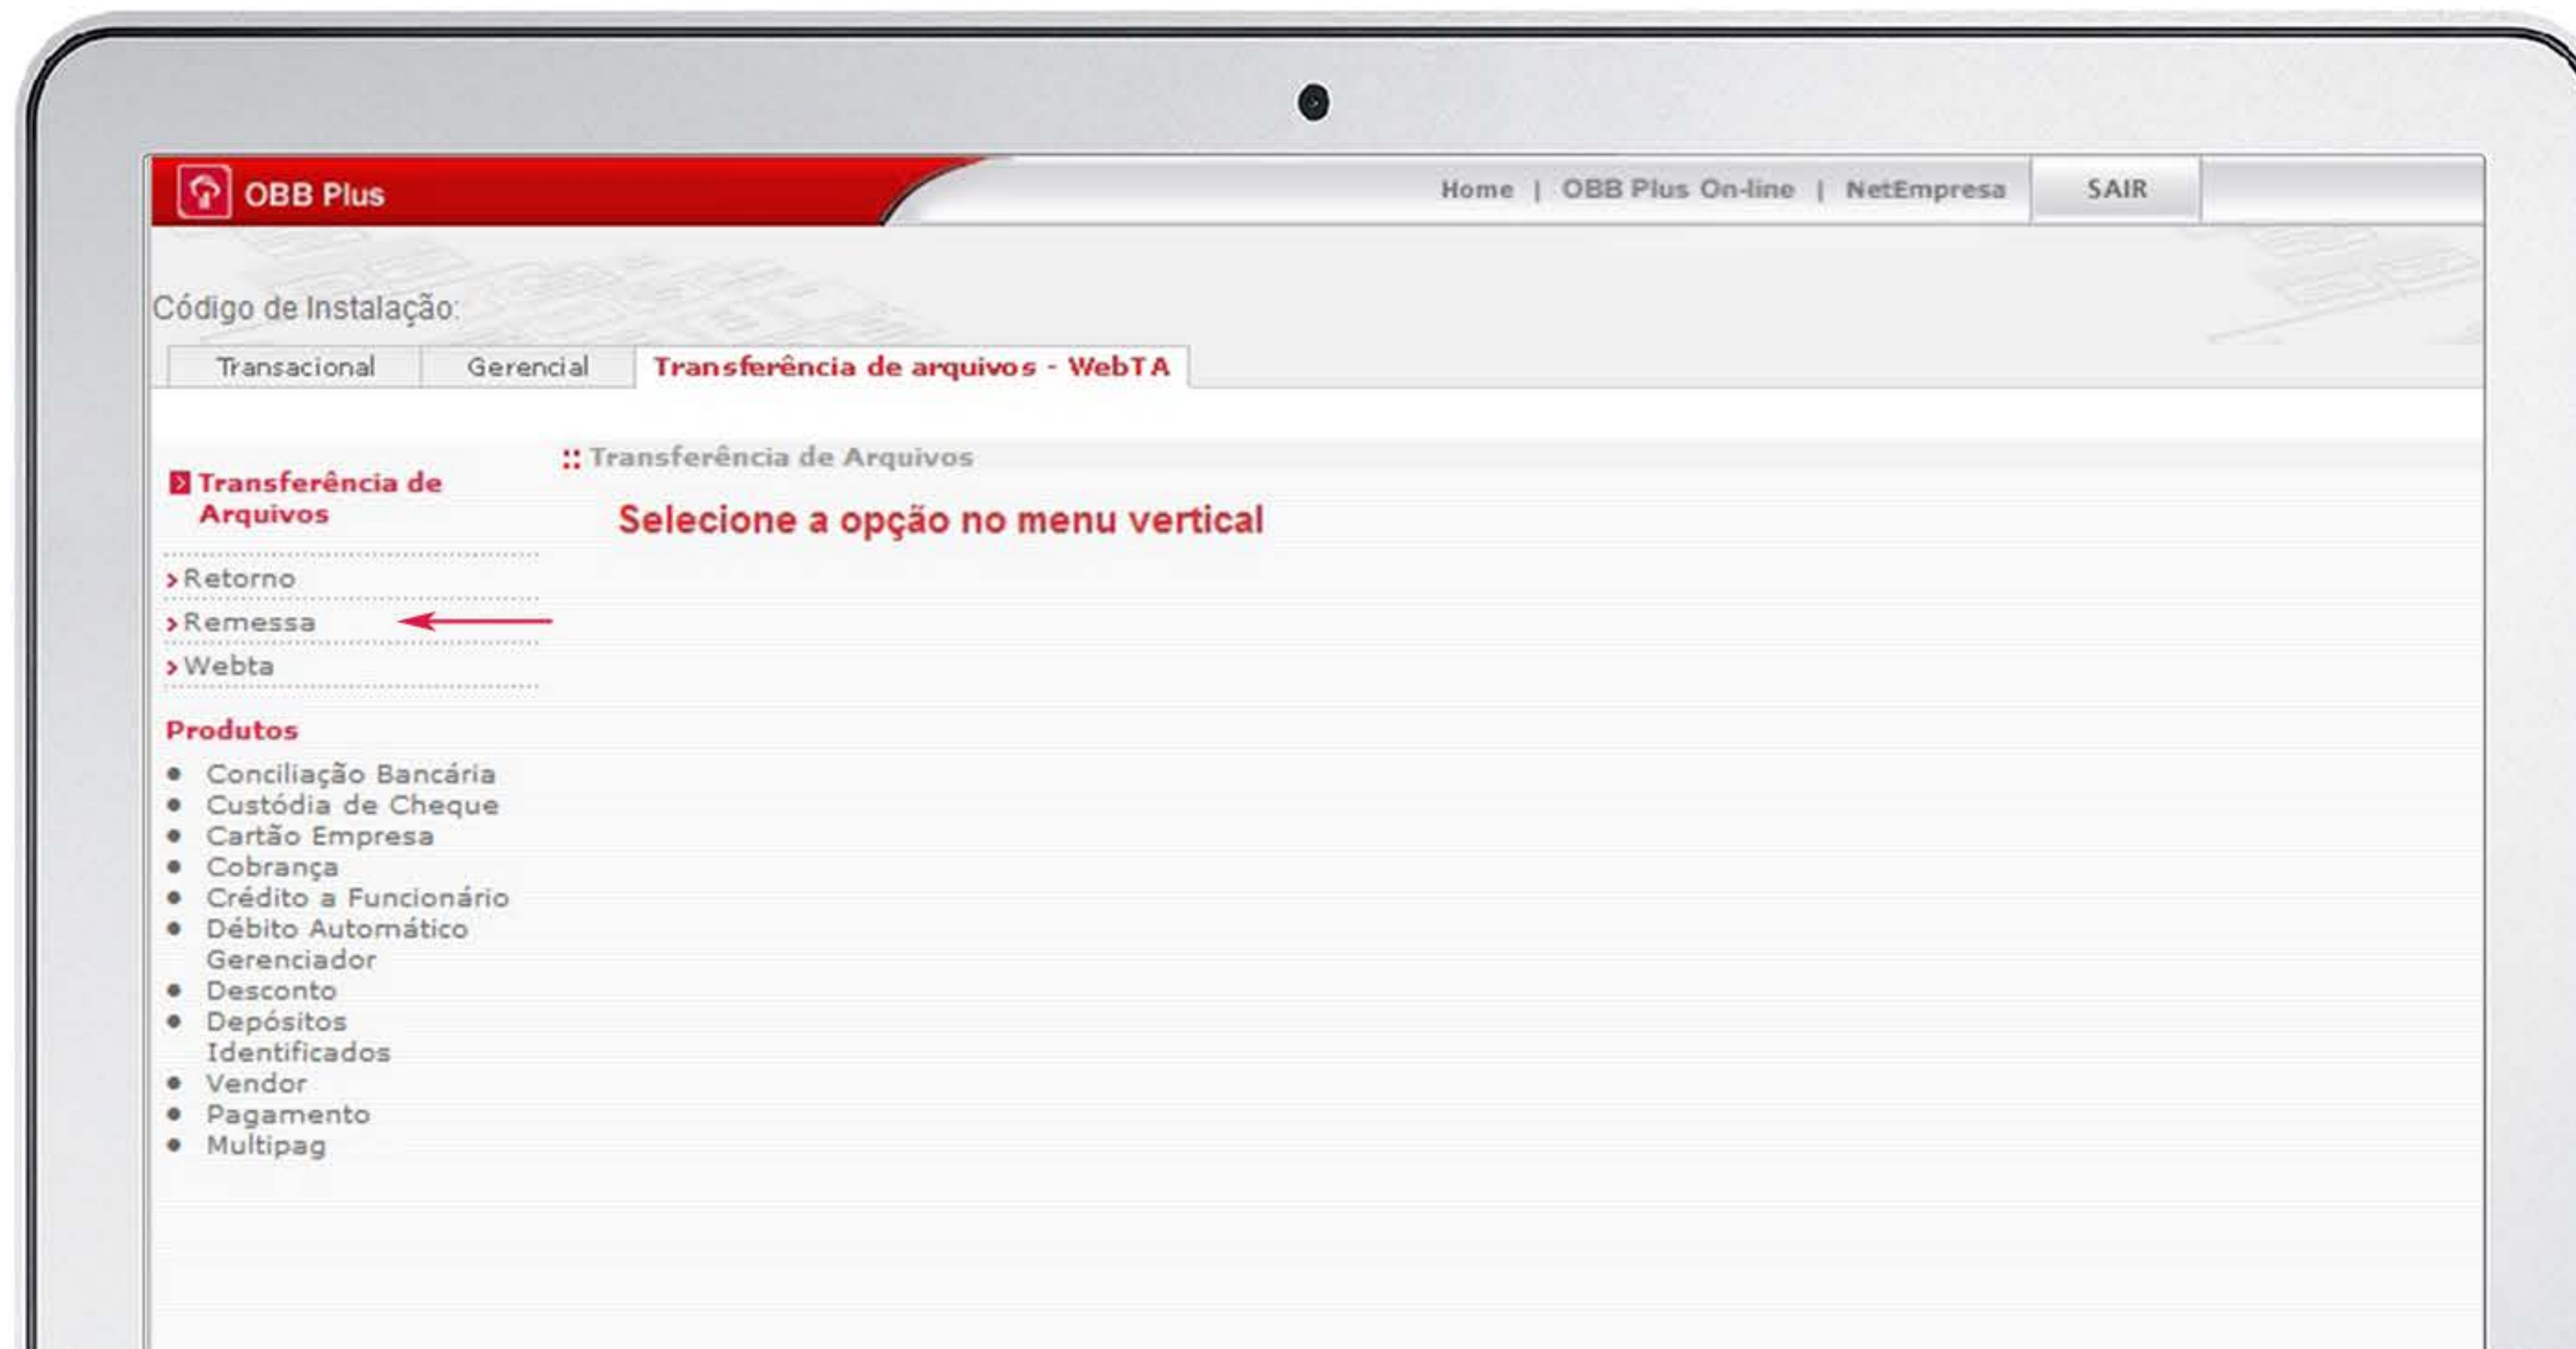 OBB Plus
Home | OBB Plus On-line | NetEmpresa SAIR
Código de Instalação:
Transacional Gerencial Transferência de arquivos - WebTA
Transferência de
Arquivos
Retorno
Remessa
Webta
Produtos
Conciliação Bancária
Custódia de Cheque
Cartão Empresa
Cobrança
Crédito a Funcionário
Débito Automático
Gerenciador
Desconto
Depósitos
Identificados
Vendor
Pagamento
Multipag
:: Transferência de Arquivos
Selecione a opção no menu vertical